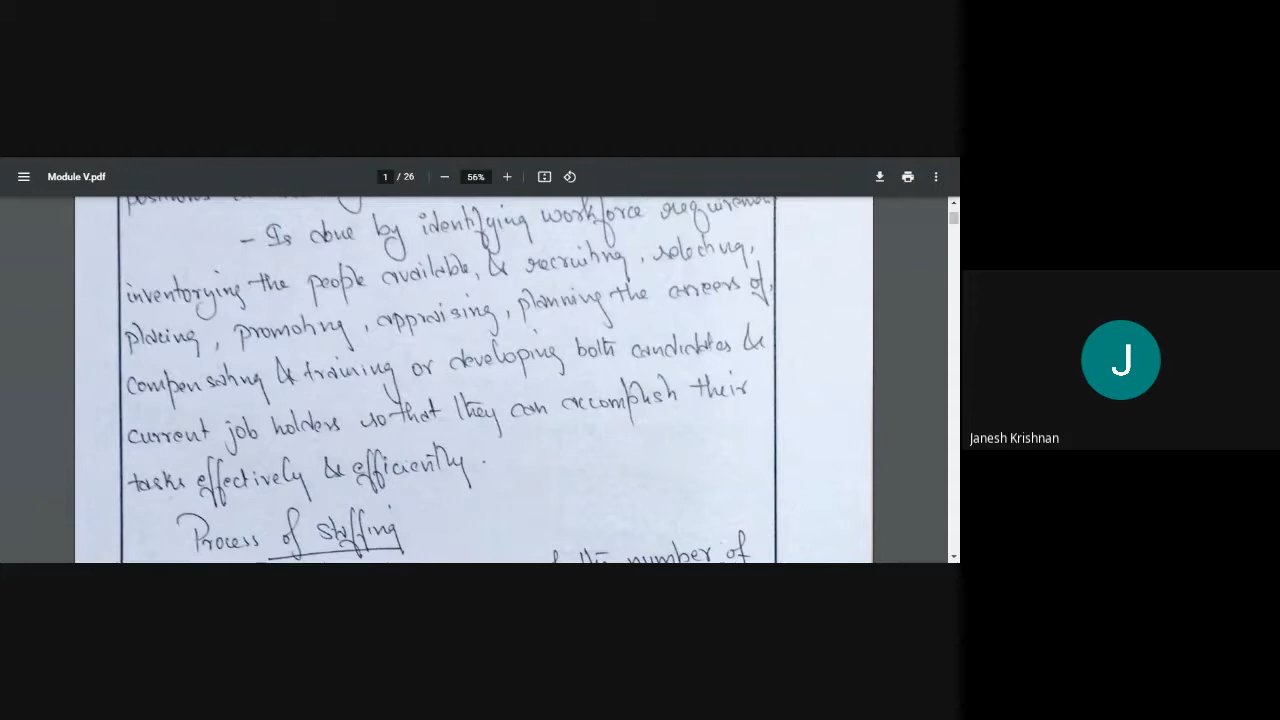 Module V.pdf
1 / 26
56%
- Is done by identifying workforce
inventorying the people available, & recruiting, selecting,
placing, promoting, appraising, planning the careers of,
compensating & training or developing both candidates &
current job holders so that they can accomplish their
tasks effectively & efficiently.
Process of staffing
number of
J
Janesh Krishnan